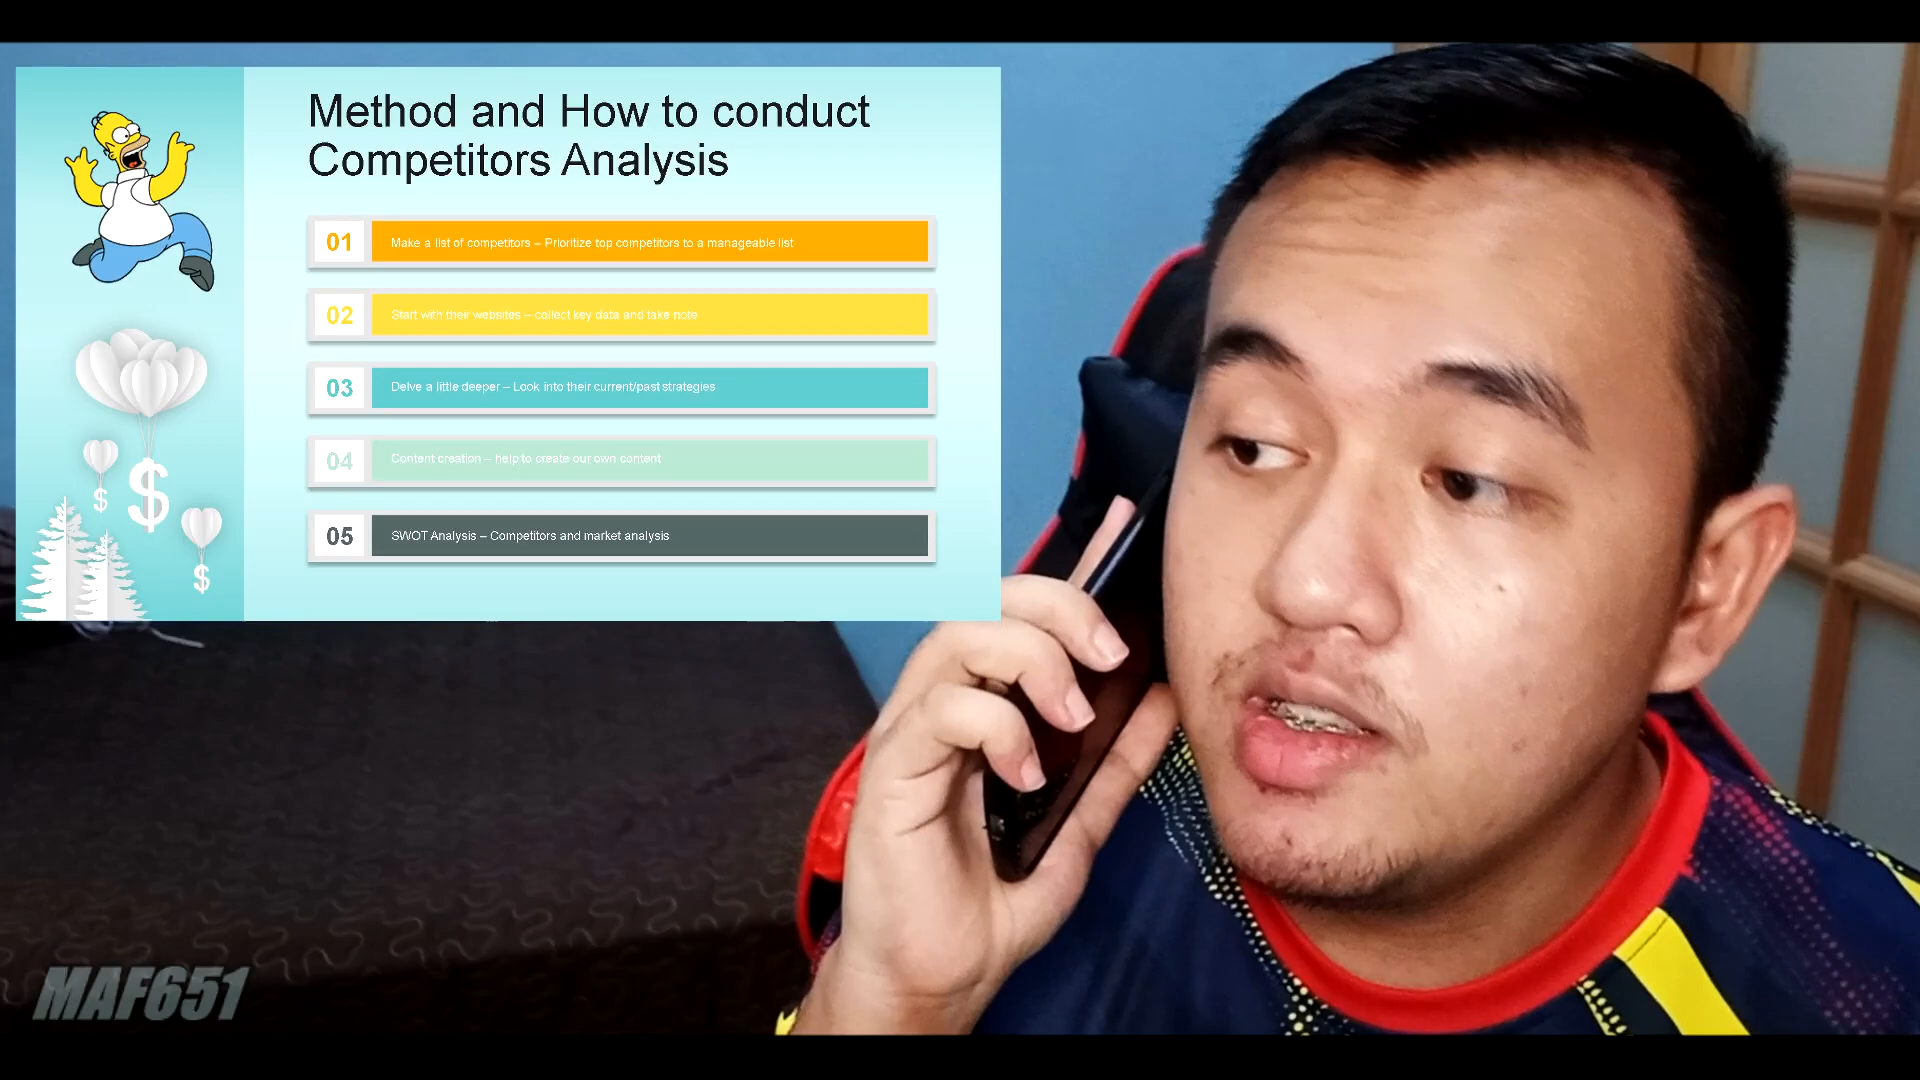 Method and How to conduct
Competitors Analysis
01 Make a list of competitors – Prioritize top competitors to a manageable list
02 Start with their websites – collect key data and take note
03 Delve a little deeper – Look into their current/past strategies
04 Content creation – help to create our own content
05 SWOT Analysis – Competitors and market analysis
$
$
$
MAF651